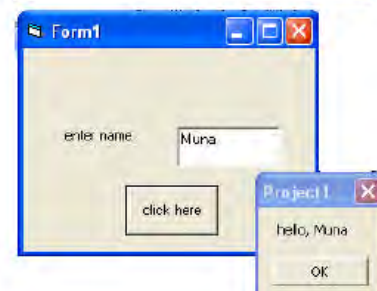 Form1
enter name
Muna
click here
Project1
hello, Muna
OK